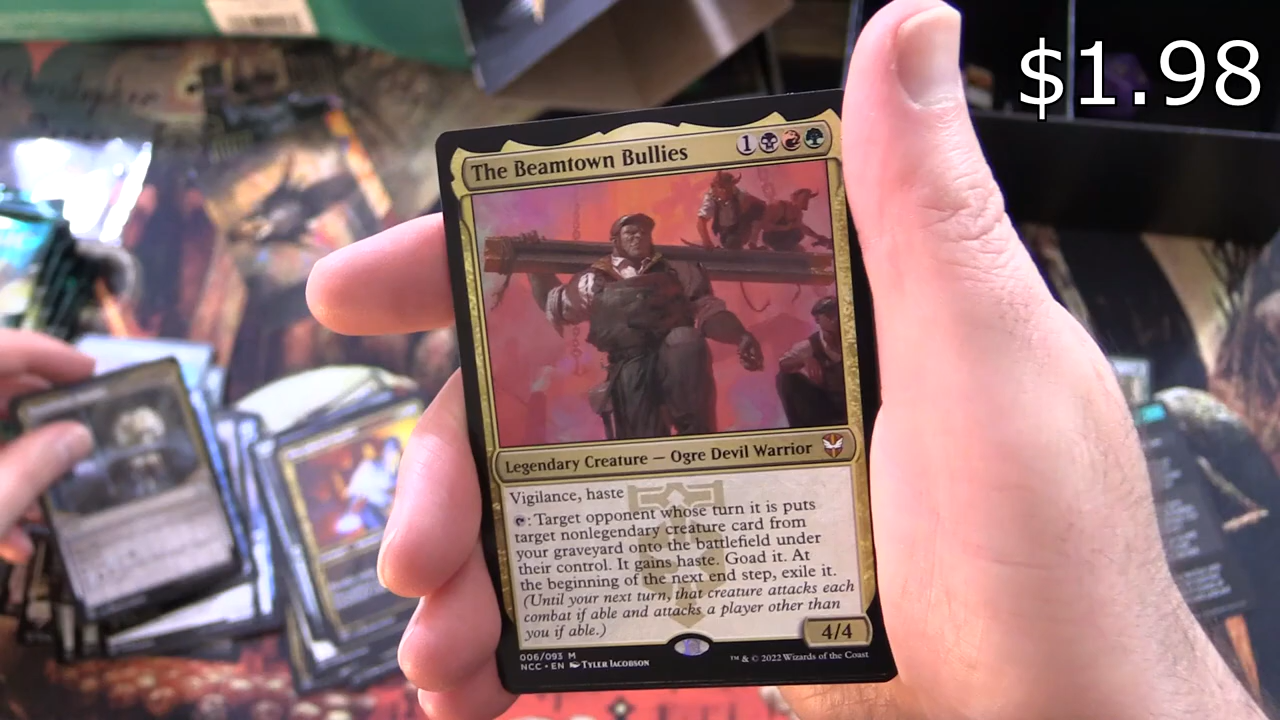 $1.98
The Beamtown Bullies
1
Legendary Creature — Ogre Devil Warrior
Vigilance, haste
: Target opponent whose turn it is puts
target nonlegendary creature card from
your graveyard onto the battlefield under
their control. It gains haste. Goad it. At
the beginning of the next end step, exile it.
(Until your next turn, that creature attacks each
combat if able and attacks a player other than
you if able.)
4/4
006/093 M
NCC • EN Tyler Jacobson
™ & © 2022 Wizards of the Coast